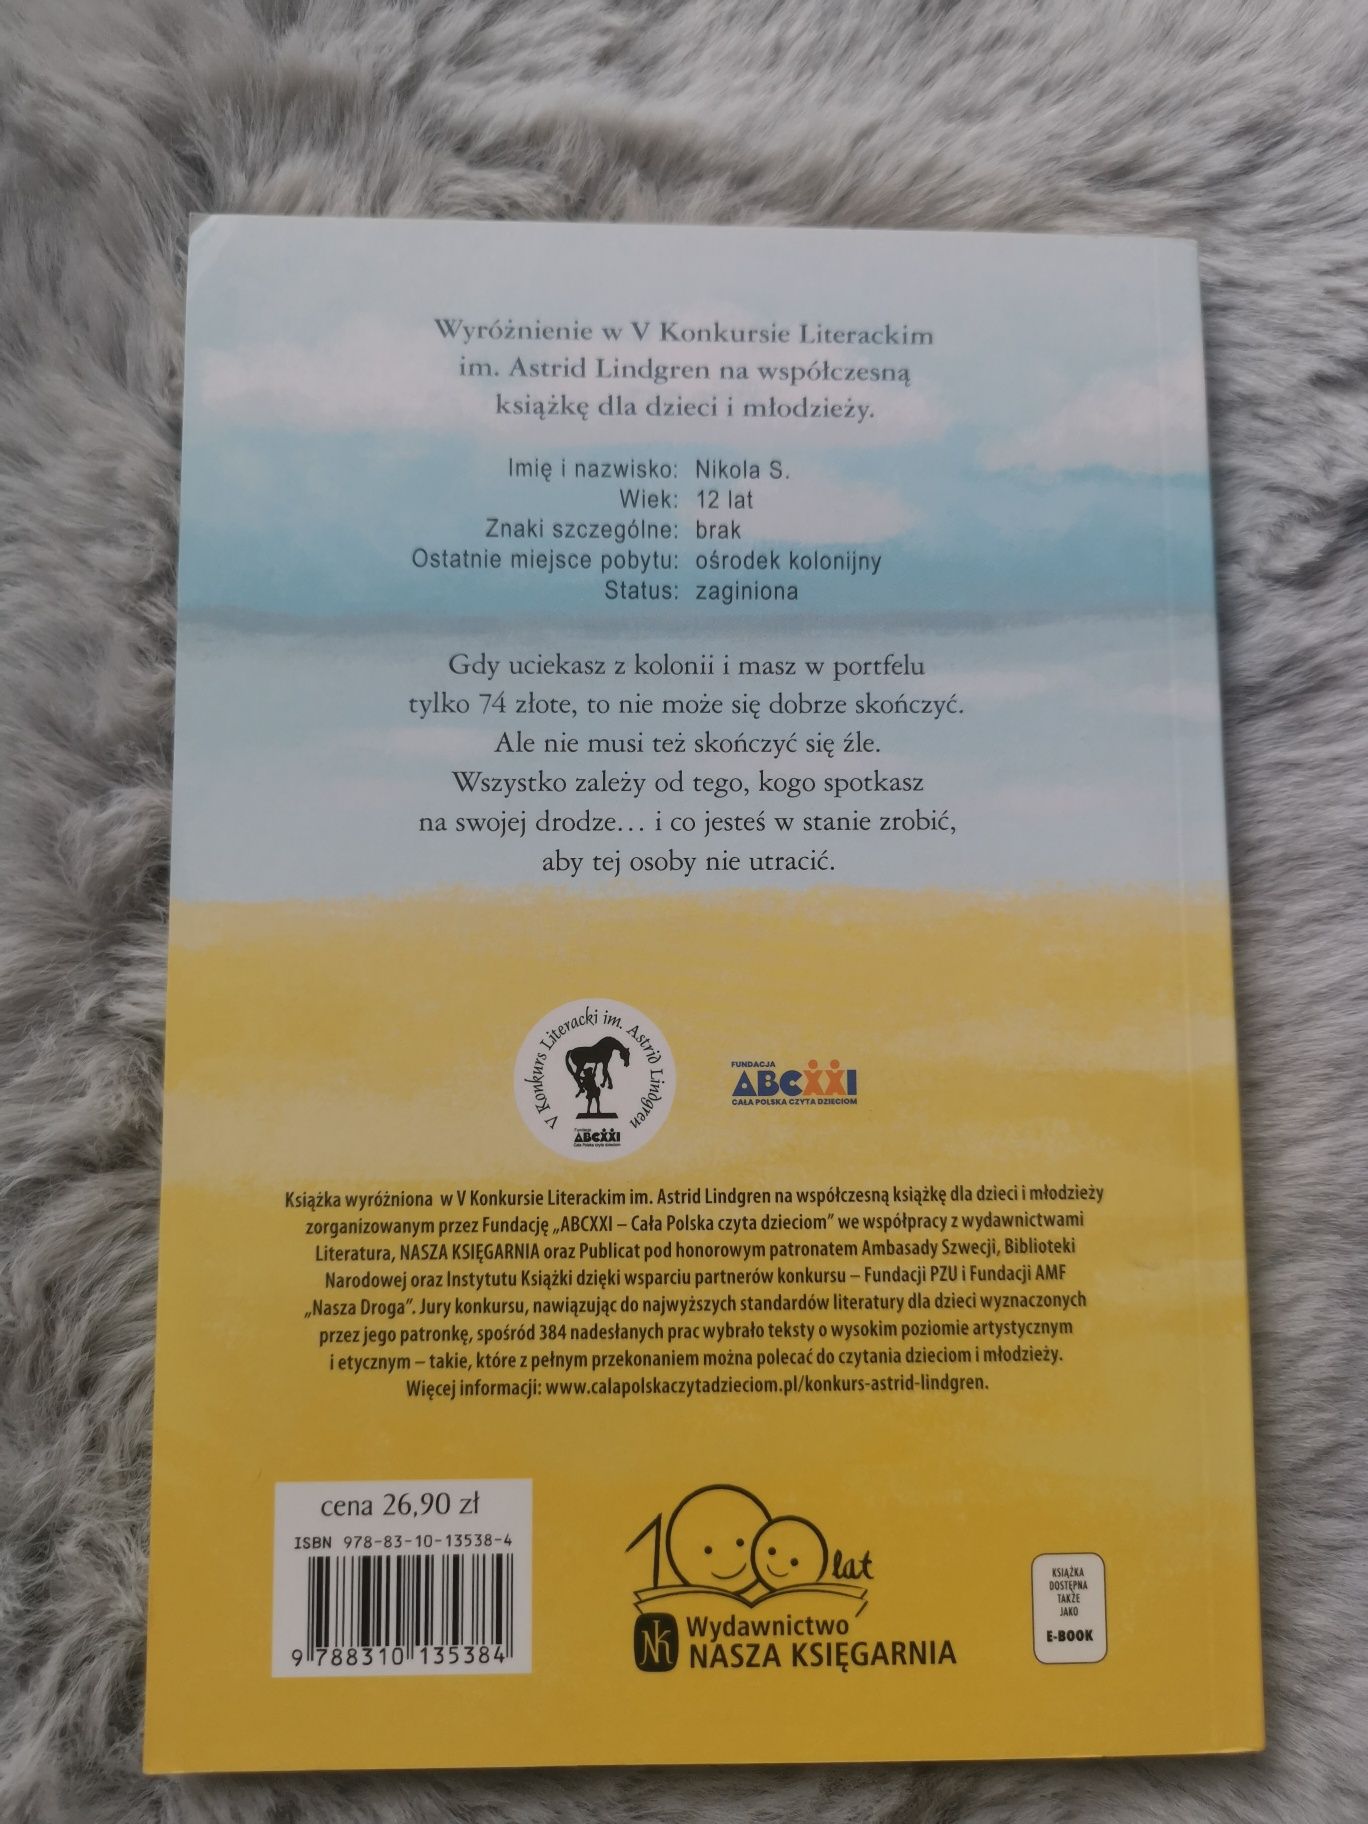 Wyróżnienie w V Konkursie Literackim
im. Astrid Lindgren na współczesną
książkę dla dzieci i młodzieży.
Imię i nazwisko: Nikola S.
Wiek: 12 lat
Znaki szczególne: brak
Ostatnie miejsce pobytu: ośrodek kolonijny
Status: zaginiona
Gdy uciekasz z kolonii i masz w portfelu
tylko 74 złote, to nie może się dobrze skończyć.
Ale nie musi też skończyć się źle.
Wszystko zależy od tego, kogo spotkasz
na swojej drodze... i co jesteś w stanie zrobić,
aby tej osoby nie utracić.
V Konkurs Literacki im. Astrid Lindgren
Fundacja
ABCXXI
Cała Polska czyta dzieciom
FUNDACJA
ABCXXI
CAŁA POLSKA CZYTA DZIECIOM
Książka wyróżniona w V Konkursie Literackim im. Astrid Lindgren na współczesną książkę dla dzieci i młodzieży
zorganizowanym przez Fundację „ABCXXI – Cała Polska czyta dzieciom” we współpracy z wydawnictwami
Literatura, NASZA KSIĘGARNIA oraz Publicat pod honorowym patronatem Ambasady Szwecji, Biblioteki
Narodowej oraz Instytutu Książki dzięki wsparciu partnerów konkursu – Fundacji PZU i Fundacji AMF
„Nasza Droga”. Jury konkursu, nawiązując do najwyższych standardów literatury dla dzieci wyznaczonych
przez jego patronkę, spośród 384 nadesłanych prac wybrało teksty o wysokim poziomie artystycznym
i etycznym – takie, które z pełnym przekonaniem można polecać do czytania dzieciom i młodzieży.
Więcej informacji: www.calapolskaczytadzieciom.pl/konkurs-astrid-lindgren.
cena 26,90 zł
ISBN 978-83-10-13538-4
9 788310 135384
100 lat
NK Wydawnictwo
NASZA KSIĘGARNIA
KSIĄŻKA
DOSTĘPNA
TAKŻE
JAKO
E-BOOK